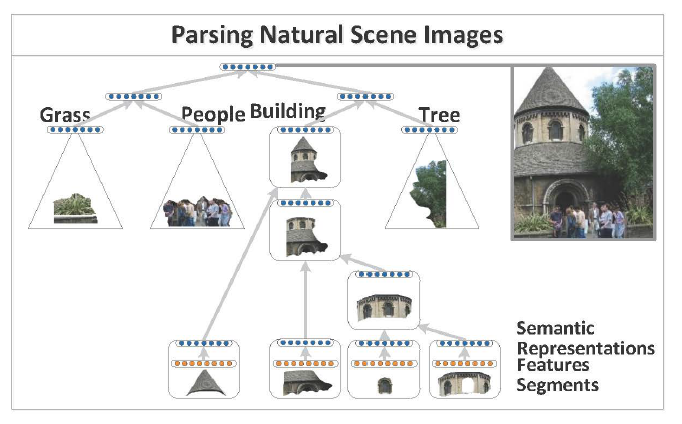 Parsing Natural Scene Images
Grass
People
Building
Tree
Semantic
Representations
Features
Segments